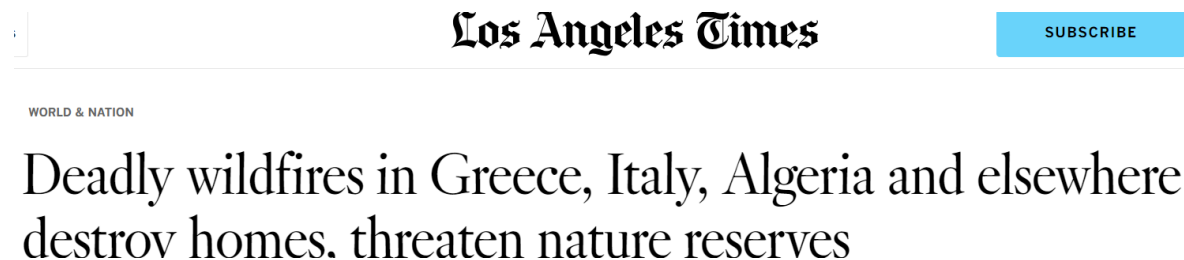 Los Angeles Times
SUBSCRIBE
WORLD & NATION
Deadly wildfires in Greece, Italy, Algeria and elsewhere
destroy homes, threaten nature reserves